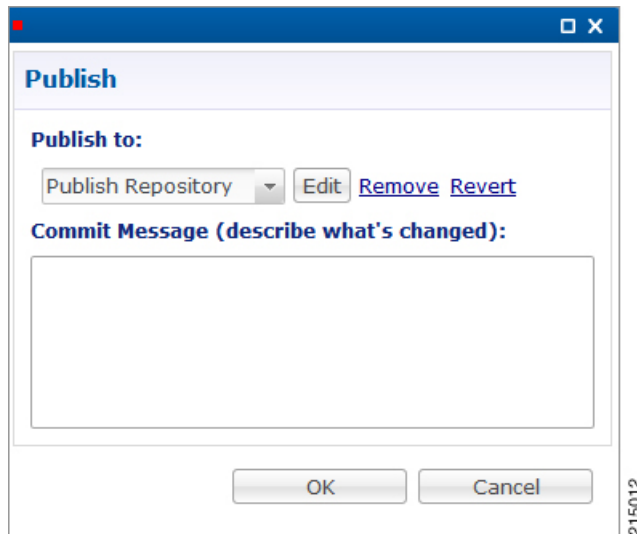 Publish
Publish to:
Publish Repository Edit Remove Revert
Commit Message (describe what's changed):
OK Cancel
215012